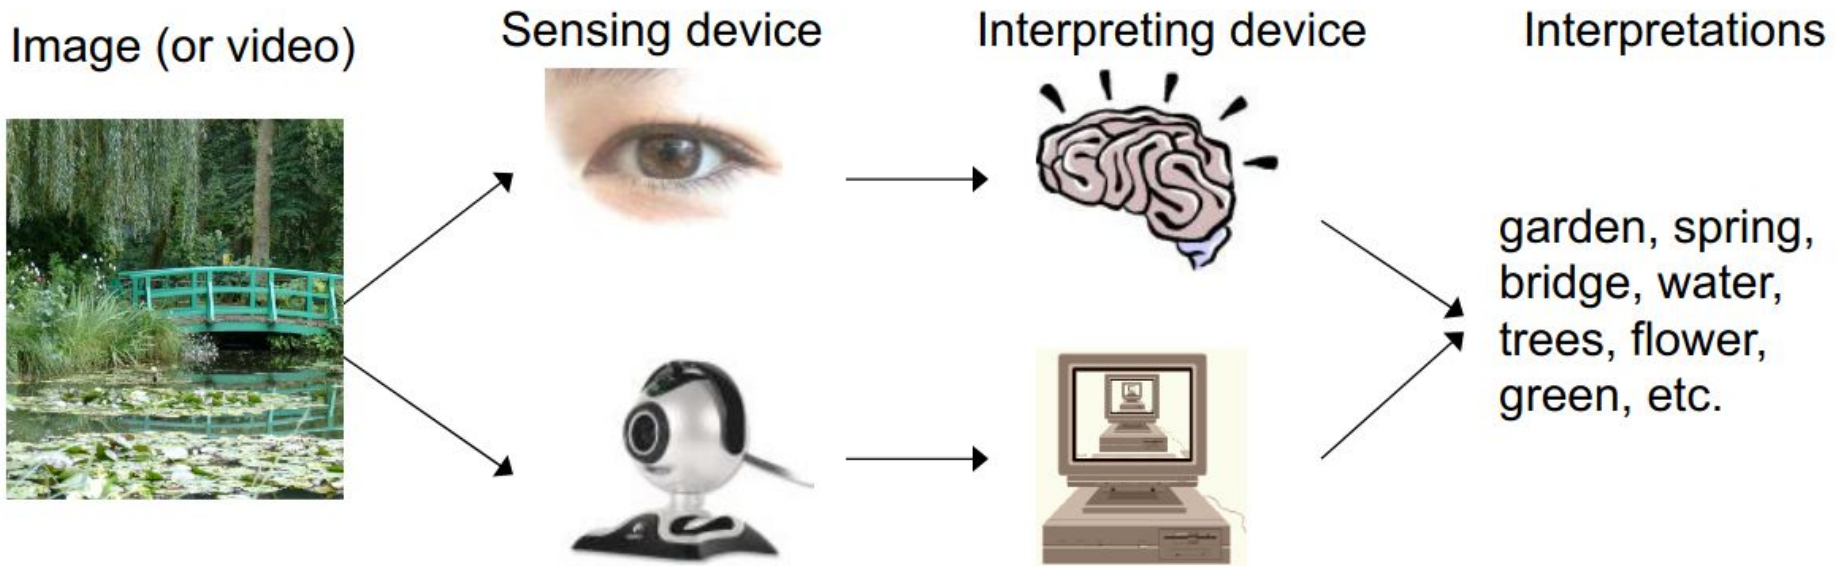 Image (or video)
Sensing device
Interpreting device
Interpretations
garden, spring,
bridge, water,
trees, flower,
green, etc.